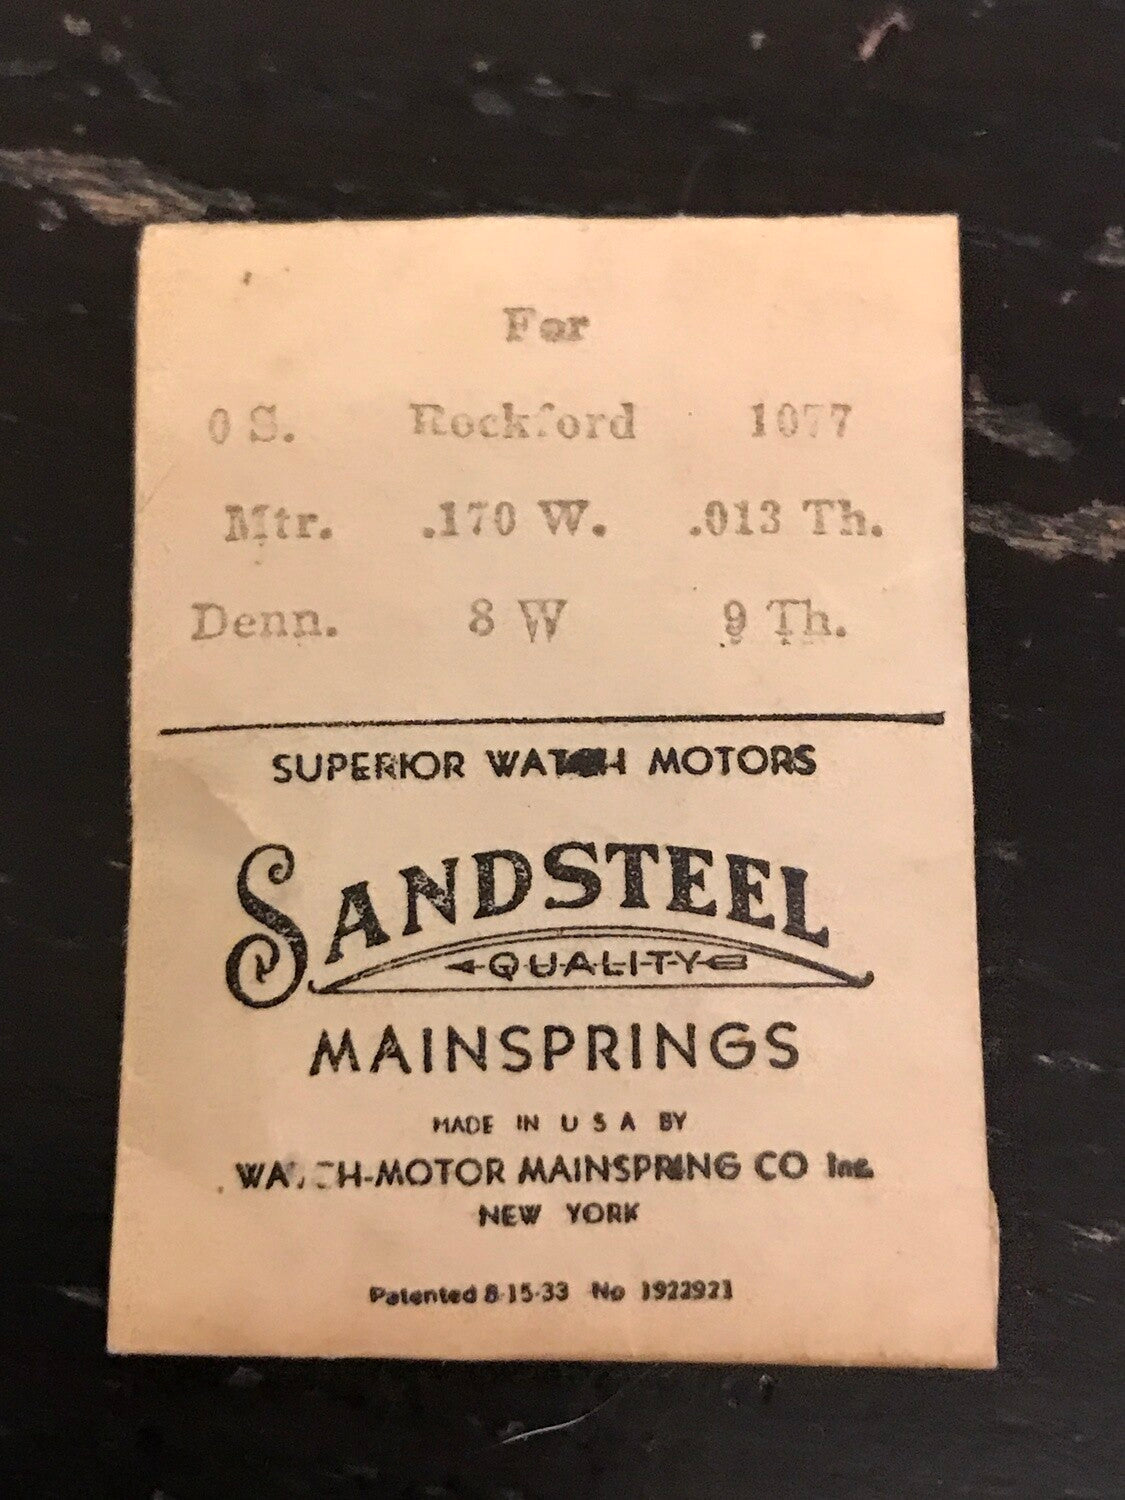 For
0 S. Rockford 1077
Mtr. .170 W. .013 Th.
Denn. 8 W 9 Th.
SUPERIOR WATCH MOTORS
SANDSTEEL
QUALITY
MAINSPRINGS
MADE IN U S A BY
WATCH-MOTOR MAINSPRING CO Inc.
NEW YORK
Patented 8-15-33 No 1922921